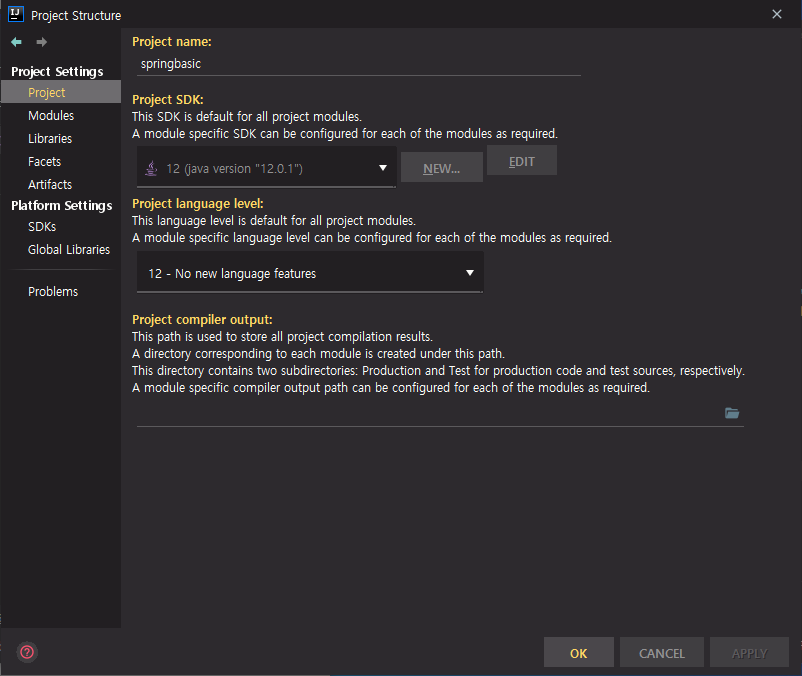 IJ
Project Structure
Project Settings
Project
Modules
Libraries
Facets
Artifacts
Platform Settings
SDKs
Global Libraries
Problems
Project name:
springbasic
Project SDK:
This SDK is default for all project modules.
A module specific SDK can be configured for each of the modules as required.
12 (java version "12.0.1")
NEW...
EDIT
Project language level:
This language level is default for all project modules.
A module specific language level can be configured for each of the modules as required.
12 - No new language features
Project compiler output:
This path is used to store all project compilation results.
A directory corresponding to each module is created under this path.
This directory contains two subdirectories: Production and Test for production code and test sources, respectively.
A module specific compiler output path can be configured for each of the modules as required.
?
OK
CANCEL
APPLY